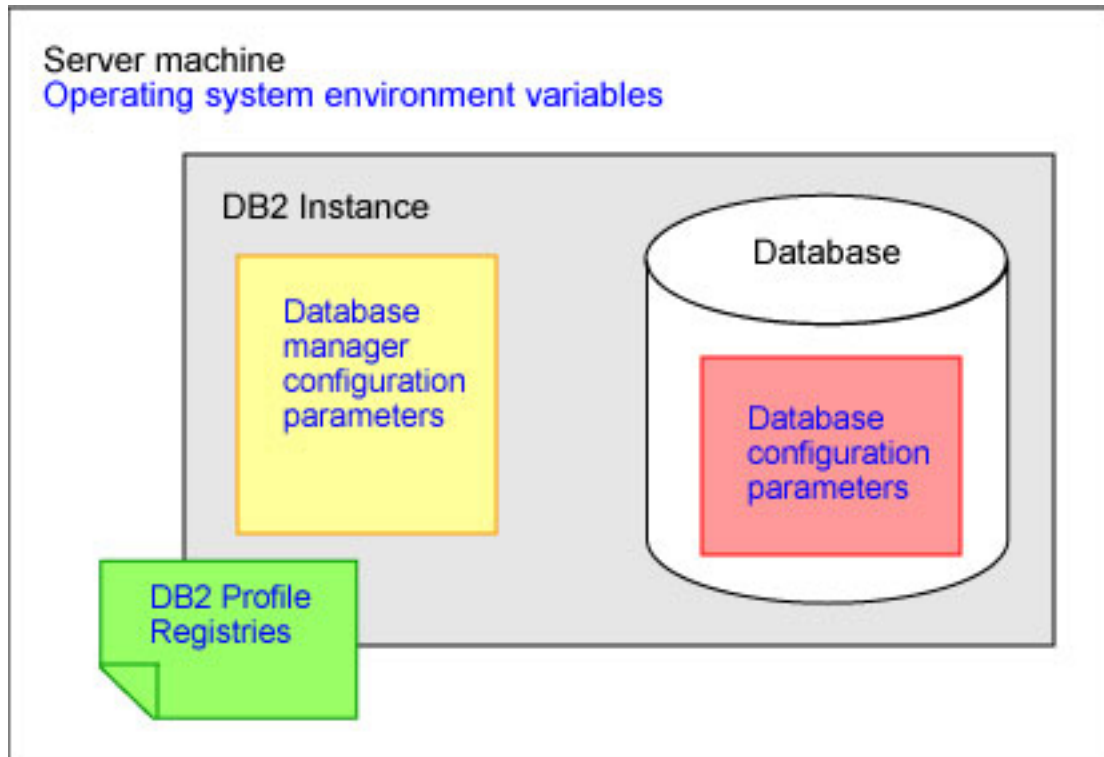 Server machine
Operating system environment variables
DB2 Instance
Database
manager
configuration
parameters
Database
Database
configuration
parameters
DB2 Profile
Registries